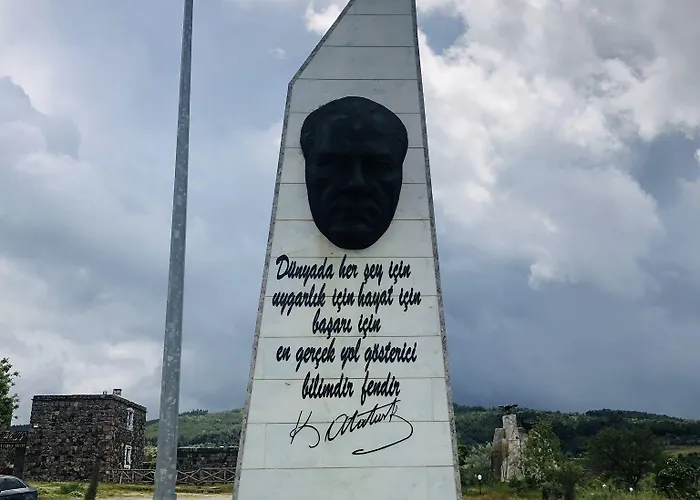 Dünyada her şey için
uygarlık için hayat için
başarı için
en gerçek yol gösterici
bilimdir fendir
K. Atatürk